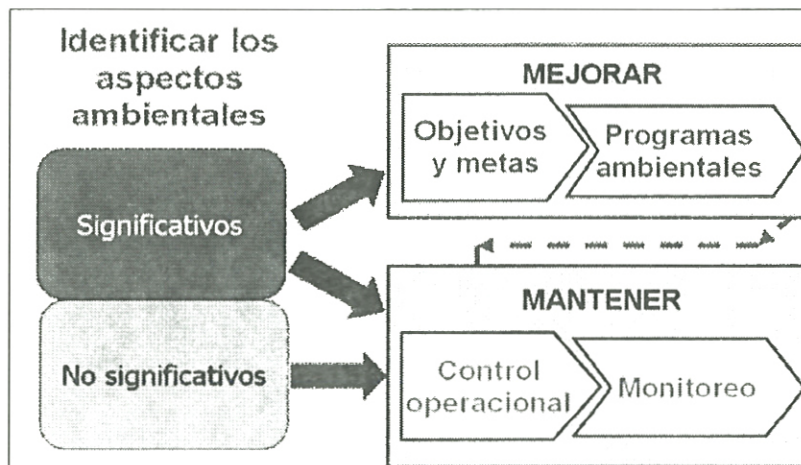 Identificar los
aspectos
ambientales
Significativos
No significativos
MEJORAR
Objetivos
y metas
Programas
ambientales
MANTENER
Control
operacional
Monitoreo